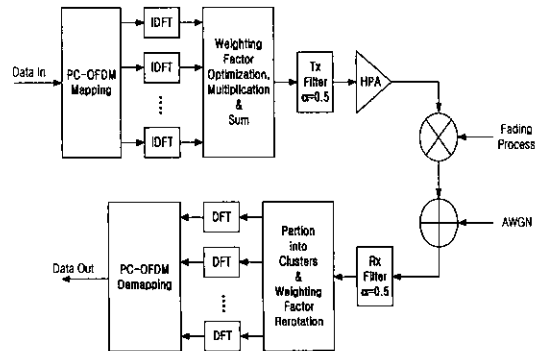 Data In
PC-OFDM
Mapping
IDFT
IDFT
IDFT
Weighting
Factor
Optimization,
Multiplication
&
Sum
Tx
Filter
α=0.5
HPA
Fading
Process
AWGN
Rx
Filter
α=0.5
Partion
into
Clusters
&
Weighting
Factor
Rerotation
DFT
DFT
DFT
PC-OFDM
Demapping
Data Out